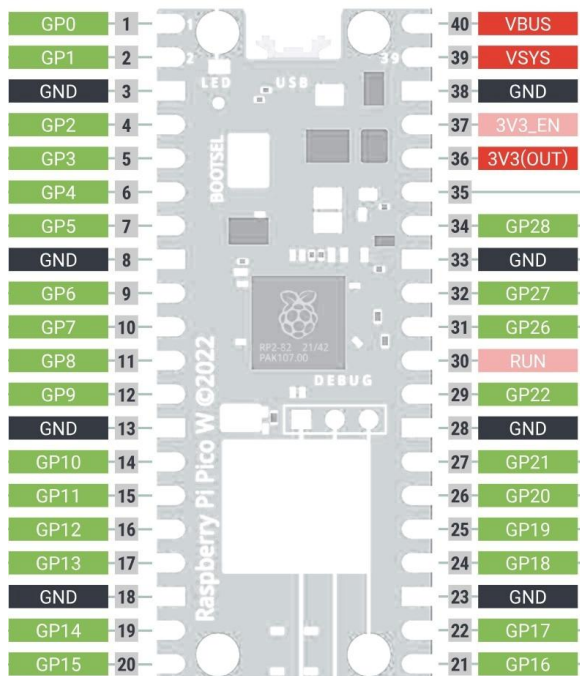 GP0 1 1 40 VBUS
GP1 2 2 39 39 VSYS
LED USB
GND 3 38 GND
GP2 4 37 3V3_EN
GP3 5 36 3V3(OUT)
BOOTSEL
GP4 6 35
GP5 7 34 GP28
GND 8 33 GND
GP6 9 32 GP27
GP7 10 31 GP26
RP2-B2 21/42
PAK107.00
GP8 11 30 RUN
DEBUG
GP9 12 29 GP22
GND 13 28 GND
GP10 14 27 GP21
GP11 15 26 GP20
GP12 16 25 GP19
GP13 17 24 GP18
Raspberry Pi Pico W ©2022
GND 18 23 GND
GP14 19 22 GP17
GP15 20 21 GP16